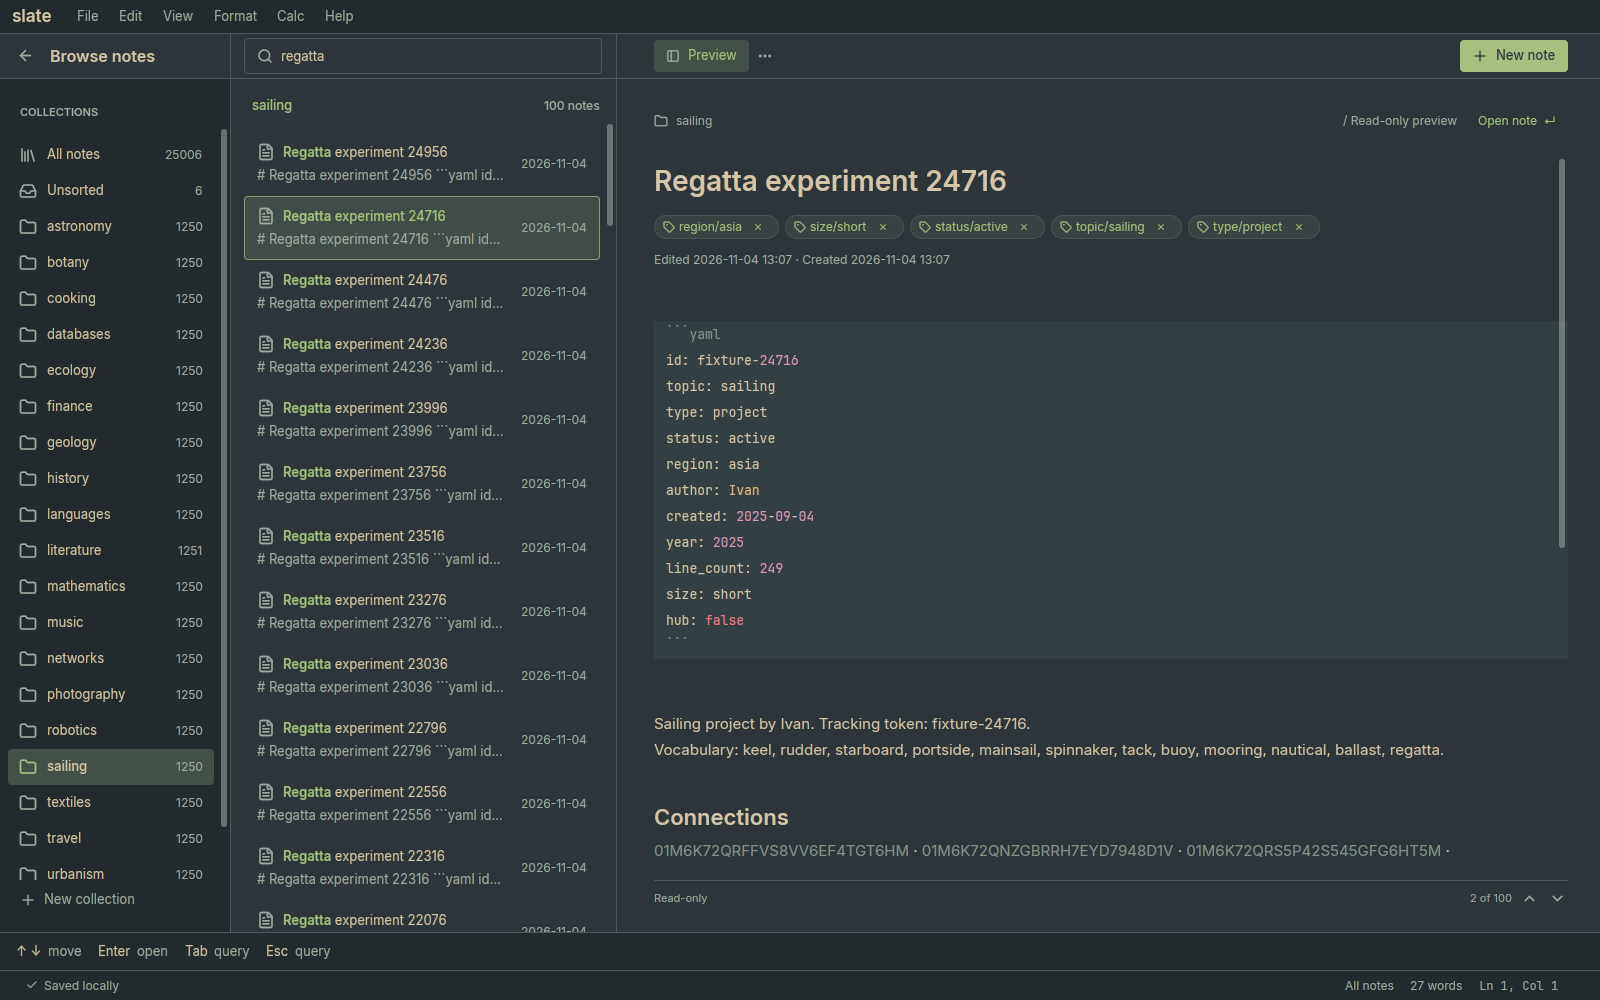 slate File Edit View Format Calc Help
Browse notes
regatta
Preview
New note
COLLECTIONS
All notes 25006
Unsorted 6
astronomy 1250
botany 1250
cooking 1250
databases 1250
ecology 1250
finance 1250
geology 1250
history 1250
languages 1250
literature 1251
mathematics 1250
music 1250
networks 1250
photography 1250
robotics 1250
sailing 1250
textiles 1250
travel 1250
urbanism 1250
New collection
sailing 100 notes
Regatta experiment 24956
2026-11-04
# Regatta experiment 24956 ```yaml id...
Regatta experiment 24716
2026-11-04
# Regatta experiment 24716 ```yaml id...
Regatta experiment 24476
2026-11-04
# Regatta experiment 24476 ```yaml id...
Regatta experiment 24236
2026-11-04
# Regatta experiment 24236 ```yaml id...
Regatta experiment 23996
2026-11-04
# Regatta experiment 23996 ```yaml id...
Regatta experiment 23756
2026-11-04
# Regatta experiment 23756 ```yaml id...
Regatta experiment 23516
2026-11-04
# Regatta experiment 23516 ```yaml id...
Regatta experiment 23276
2026-11-04
# Regatta experiment 23276 ```yaml id...
Regatta experiment 23036
2026-11-04
# Regatta experiment 23036 ```yaml id...
Regatta experiment 22796
2026-11-04
# Regatta experiment 22796 ```yaml id...
Regatta experiment 22556
2026-11-04
# Regatta experiment 22556 ```yaml id...
Regatta experiment 22316
2026-11-04
# Regatta experiment 22316 ```yaml id...
Regatta experiment 22076
2026-11-04
sailing / Read-only preview Open note
Regatta experiment 24716
region/asia × size/short × status/active × topic/sailing × type/project ×
Edited 2026-11-04 13:07 · Created 2026-11-04 13:07
```yaml
id: fixture-24716
topic: sailing
type: project
status: active
region: asia
author: Ivan
created: 2025-09-04
year: 2025
line_count: 249
size: short
hub: false
```
Sailing project by Ivan. Tracking token: fixture-24716.
Vocabulary: keel, rudder, starboard, portside, mainsail, spinnaker, tack, buoy, mooring, nautical, ballast, regatta.
Connections
01M6K72QRFFVS8VV6EF4TGT6HM · 01M6K72QNZGBRRH7EYD7948D1V · 01M6K72QRS5P42S545GFG6HT5M ·
Read-only 2 of 100
↑↓ move Enter open Tab query Esc query
Saved locally All notes 27 words Ln 1, Col 1